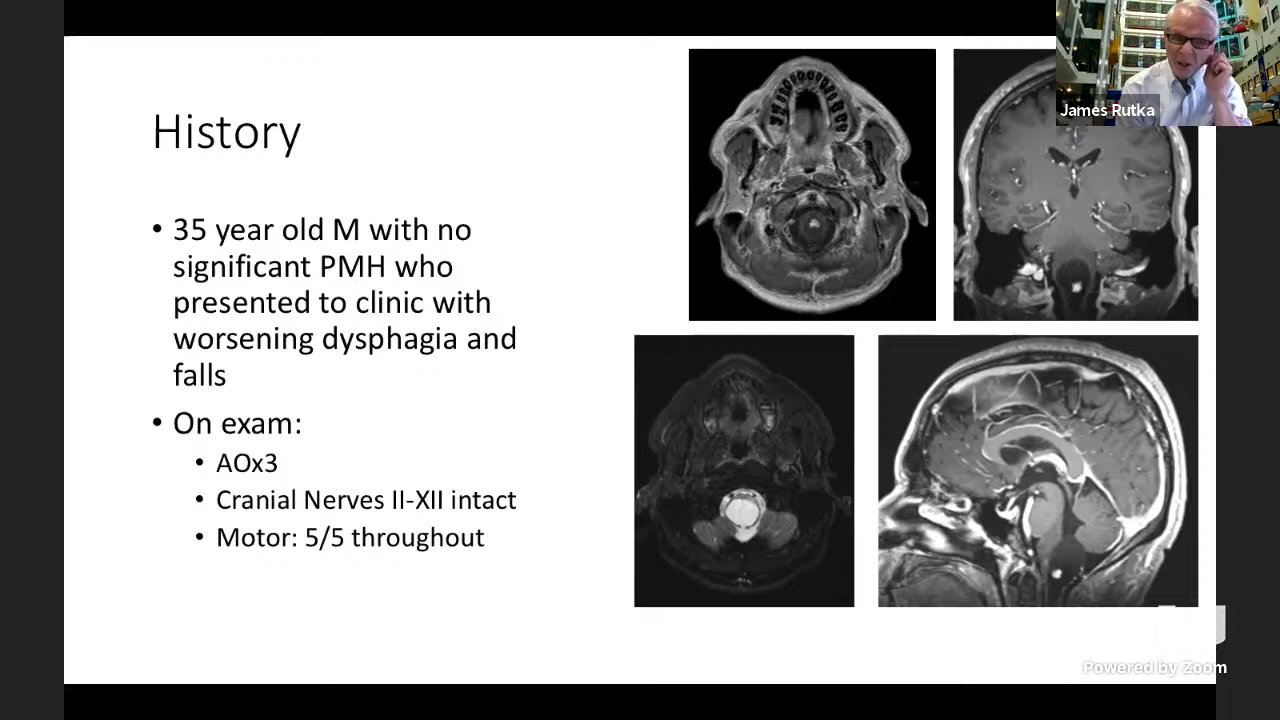 History
• 35 year old M with no
significant PMH who
presented to clinic with
worsening dysphagia and
falls
• On exam:
• AOx3
• Cranial Nerves II-XII intact
• Motor: 5/5 throughout
James Rutka
Powered by Zoom